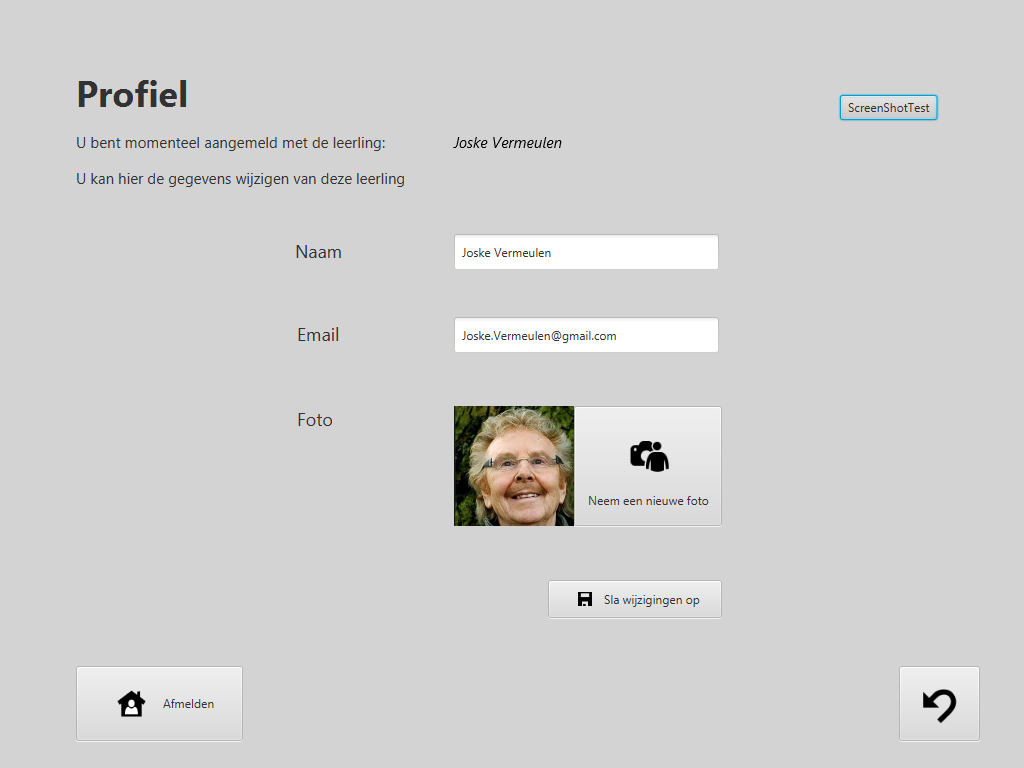 Profiel
ScreenShotTest
U bent momenteel aangemeld met de leerling: Joske Vermeulen
U kan hier de gegevens wijzigen van deze leerling
Naam Joske Vermeulen
Email Joske.Vermeulen@gmail.com
Foto
Neem een nieuwe foto
Sla wijzigingen op
Afmelden